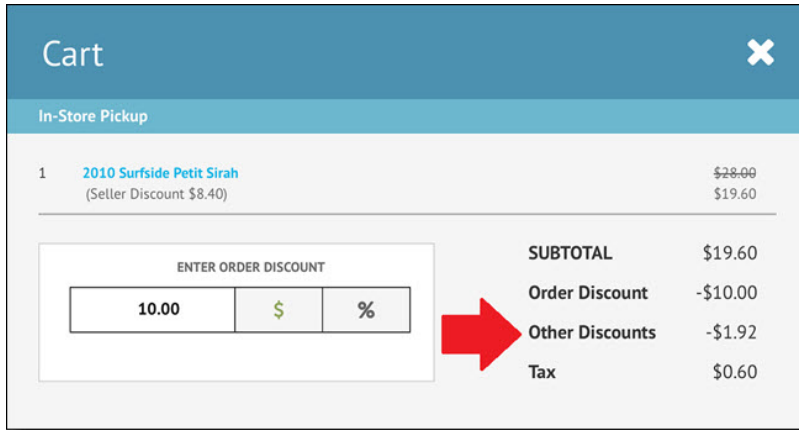 Cart
In-Store Pickup
1 2010 Surfside Petit Sirah $28.00
(Seller Discount $8.40) $19.60
ENTER ORDER DISCOUNT
10.00 $ %
SUBTOTAL $19.60
Order Discount -$10.00
Other Discounts -$1.92
Tax $0.60